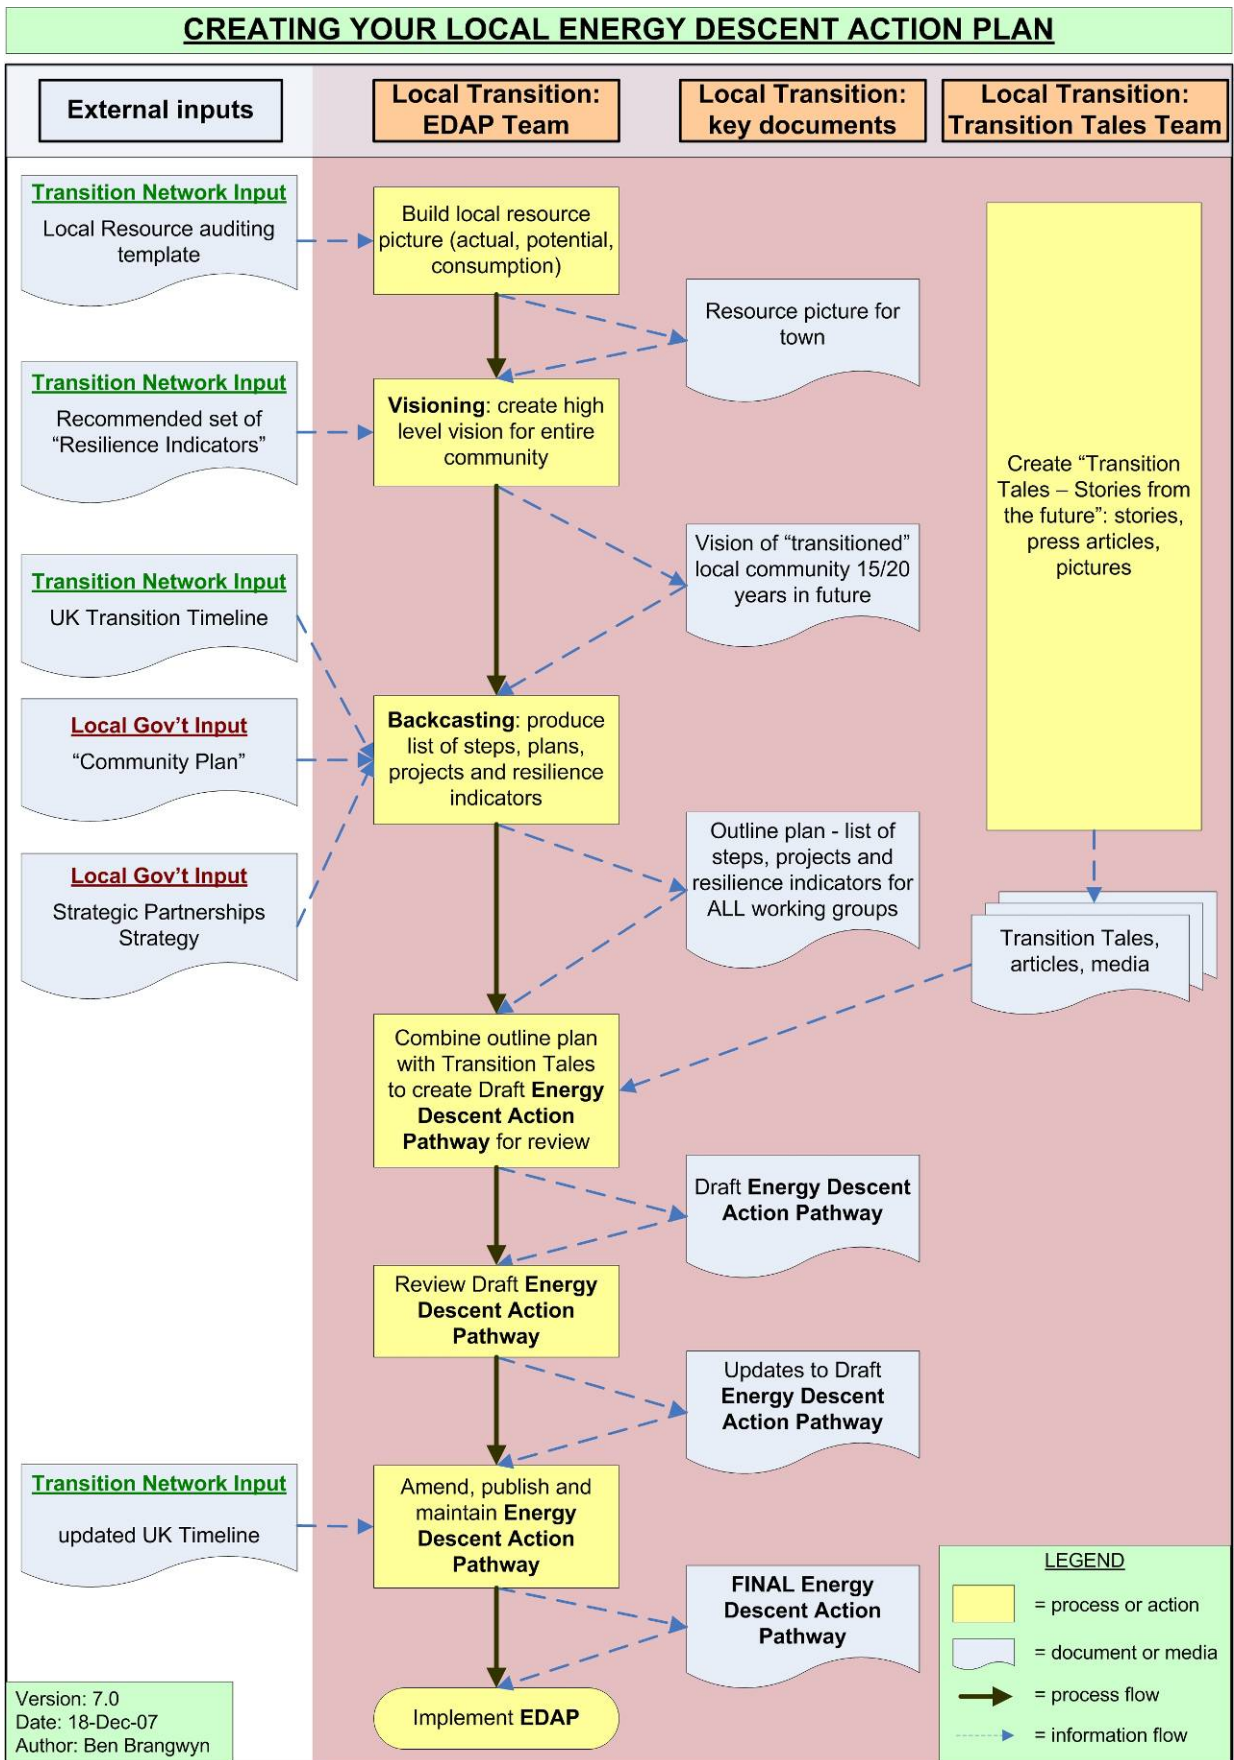 CREATING YOUR LOCAL ENERGY DESCENT ACTION PLAN
External inputs
Local Transition:
EDAP Team
Local Transition:
key documents
Local Transition:
Transition Tales Team
Transition Network Input
Local Resource auditing
template
Build local resource
picture (actual, potential,
consumption)
Resource picture for
town
Transition Network Input
Recommended set of
“Resilience Indicators”
Visioning: create high
level vision for entire
community
Create “Transition
Tales – Stories from
the future”: stories,
press articles,
pictures
Vision of “transitioned”
local community 15/20
years in future
Transition Network Input
UK Transition Timeline
Local Gov’t Input
“Community Plan”
Backcasting: produce
list of steps, plans,
projects and resilience
indicators
Local Gov’t Input
Strategic Partnerships
Strategy
Outline plan - list of
steps, projects and
resilience indicators for
ALL working groups
Transition Tales,
articles, media
Combine outline plan
with Transition Tales
to create Draft Energy
Descent Action
Pathway for review
Draft Energy Descent
Action Pathway
Review Draft Energy
Descent Action
Pathway
Updates to Draft
Energy Descent
Action Pathway
Transition Network Input
updated UK Timeline
Amend, publish and
maintain Energy
Descent Action
Pathway
FINAL Energy
Descent Action
Pathway
Implement EDAP
LEGEND
= process or action
= document or media
= process flow
= information flow
Version: 7.0
Date: 18-Dec-07
Author: Ben Brangwyn